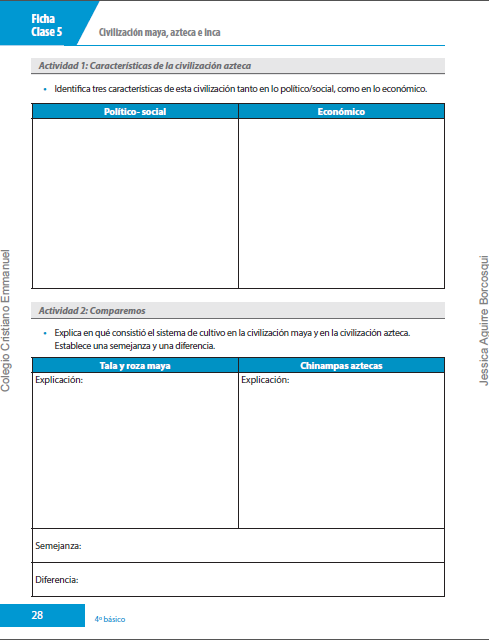 Ficha
Clase 5
Civilización maya, azteca e inca
Actividad 1: Características de la civilización azteca
• Identifica tres características de esta civilización tanto en lo político/social, como en lo económico.
Político- social
Económico
Actividad 2: Comparemos
• Explica en qué consistió el sistema de cultivo en la civilización maya y en la civilización azteca.
Establece una semejanza y una diferencia.
Tala y roza maya
Chinampas aztecas
Explicación:
Explicación:
Semejanza:
Diferencia:
28
4º básico
Colegio Cristiano Emmanuel
Jessica Aguirre Borcosqui